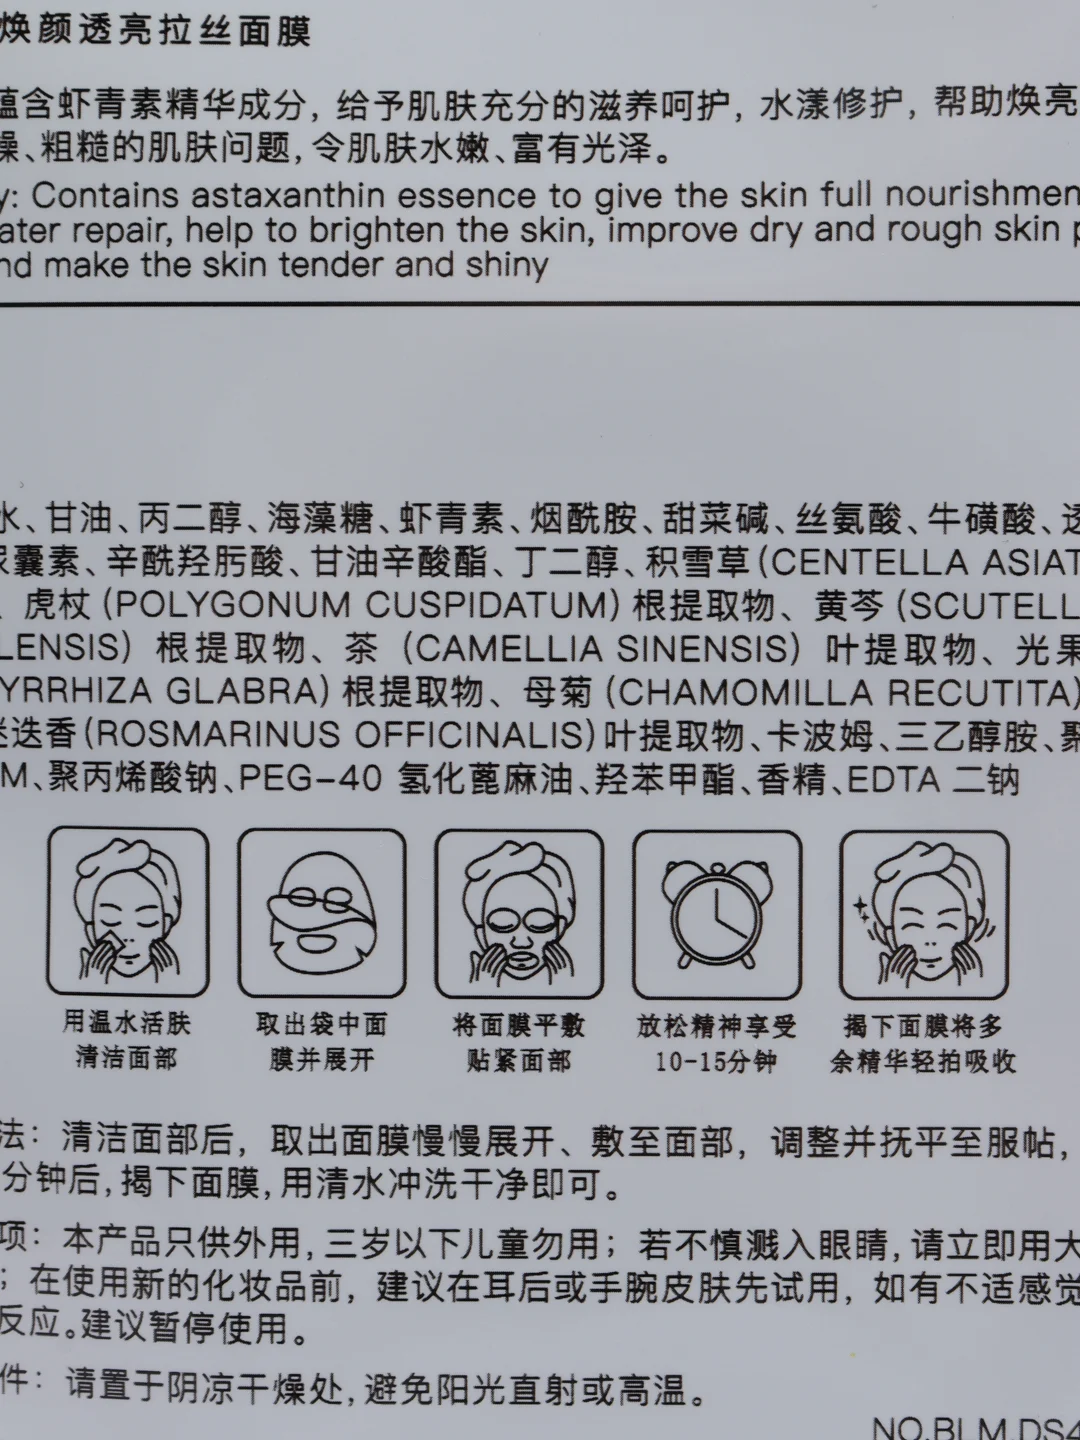 焕颜透亮拉丝面膜
蕴含虾青素精华成分, 给予肌肤充分的滋养呵护, 水漾修护, 帮助焕亮
燥、粗糙的肌肤问题,令肌肤水嫩、富有光泽。
y: Contains astaxanthin essence to give the skin full nourishmen
ater repair, help to brighten the skin, improve dry and rough skin p
nd make the skin tender and shiny
水、甘油、丙二醇、海藻糖、虾青素、烟酰胺、甜菜碱、丝氨酸、牛磺酸、透
尿囊素、辛酰羟肟酸、甘油辛酸酯、丁二醇、积雪草(CENTELLA ASIAT
、虎杖(POLYGONUM CUSPIDATUM)根提取物、黄芩(SCUTELL
LENSIS) 根提取物、茶 (CAMELLIA SINENSIS) 叶提取物、光果
YRRHIZA GLABRA)根提取物、母菊(CHAMOMILLA RECUTITA)
迷迭香(ROSMARINUS OFFICINALIS)叶提取物、卡波姆、三乙醇胺、聚
M、聚丙烯酸钠、PEG-40 氢化蓖麻油、羟苯甲酯、香精、EDTA 二钠
用温水活肤
清洁面部
取出袋中面
膜并展开
将面膜平敷
贴紧面部
放松精神享受
10-15分钟
揭下面膜将多
余精华轻拍吸收
法: 清洁面部后, 取出面膜慢慢展开、敷至面部, 调整并抚平至服帖,
分钟后,揭下面膜,用清水冲洗干净即可。
项: 本产品只供外用,三岁以下儿童勿用; 若不慎溅入眼睛,请立即用大
; 在使用新的化妆品前, 建议在耳后或手腕皮肤先试用, 如有不适感觉
反应。建议暂停使用。
件: 请置于阴凉干燥处,避免阳光直射或高温。
NO.BLM.DS4